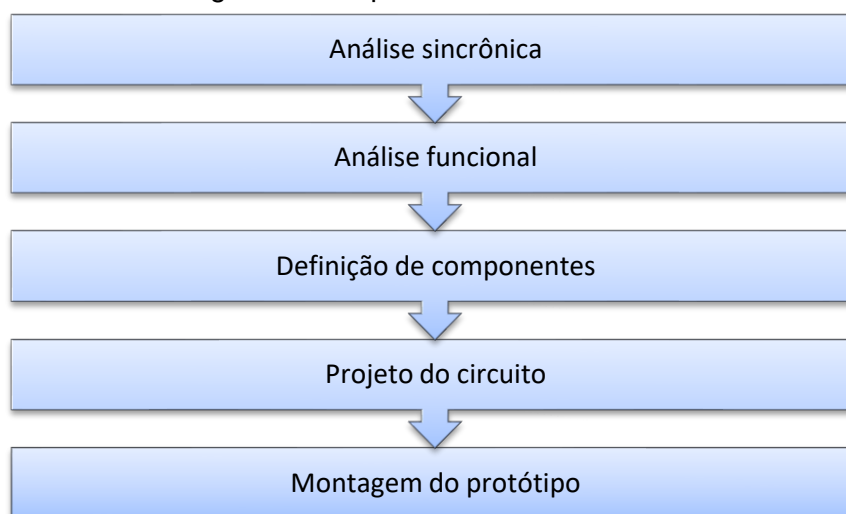 Análise sincrônica
Análise funcional
Definição de componentes
Projeto do circuito
Montagem do protótipo